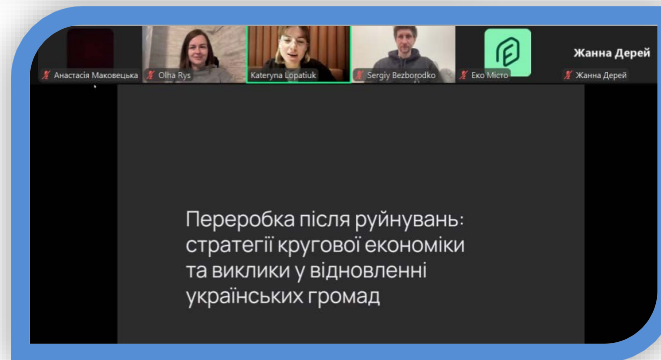 Анастасія Маковецька
Olha Rys
Kateryna Lopatiuk
Sergiy Bezborodko
Еко Місто
Жанна Дерей
Жанна Дерей
Переробка після руйнувань:
стратегії кругової економіки
та виклики у відновленні
українських громад